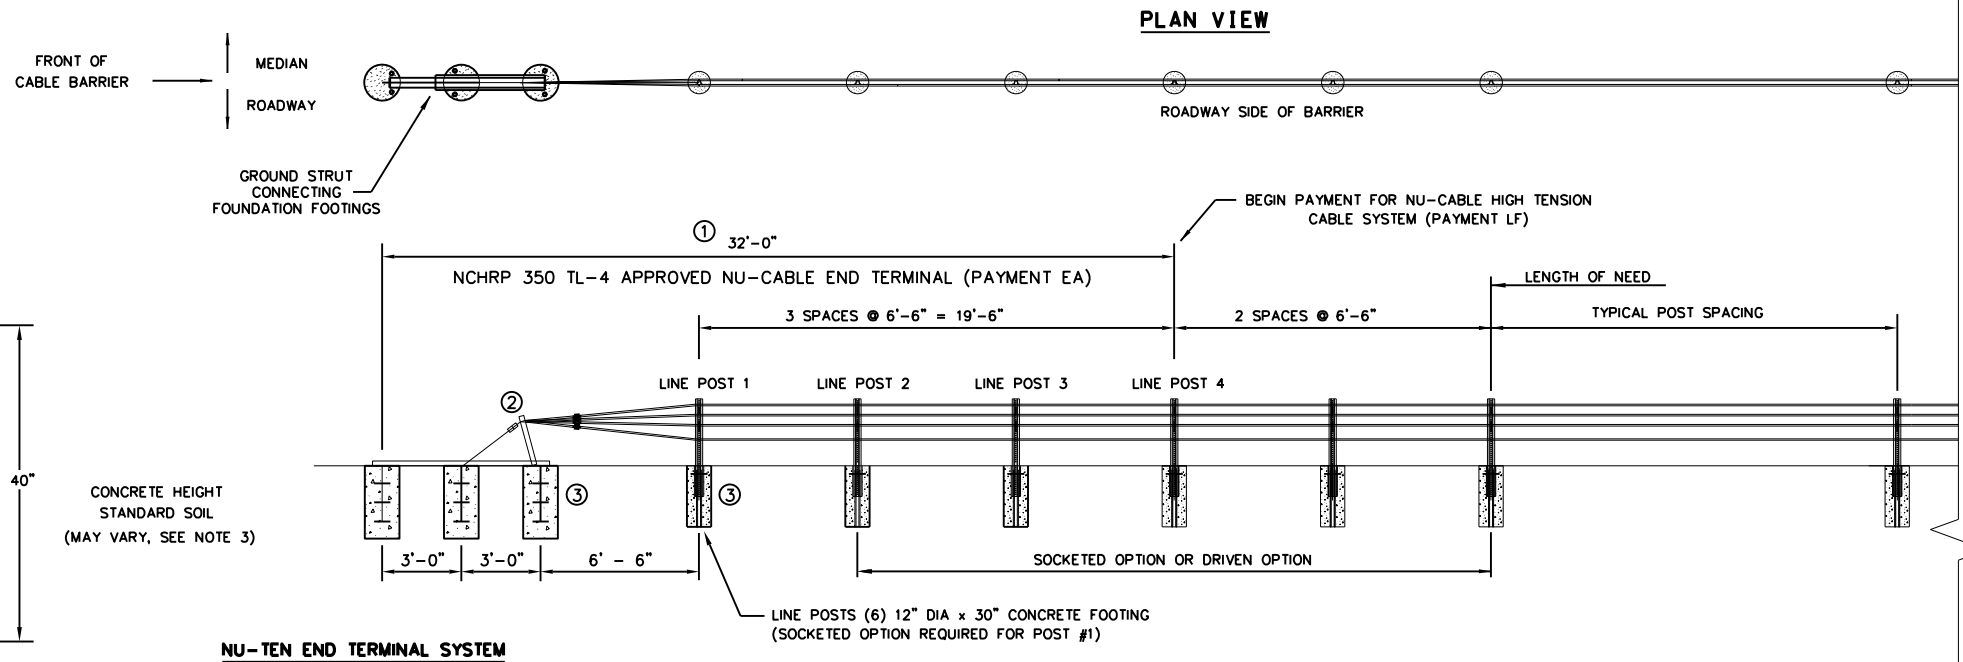 PLAN VIEW
FRONT OF
CABLE BARRIER
MEDIAN
ROADWAY
ROADWAY SIDE OF BARRIER
GROUND STRUT
CONNECTING
FOUNDATION FOOTINGS
BEGIN PAYMENT FOR NU-CABLE HIGH TENSION
CABLE SYSTEM (PAYMENT LF)
1
32'-0"
NCHRP 350 TL-4 APPROVED NU-CABLE END TERMINAL (PAYMENT EA)
LENGTH OF NEED
3 SPACES @ 6'-6" = 19'-6"
2 SPACES @ 6'-6"
TYPICAL POST SPACING
LINE POST 1
LINE POST 2
LINE POST 3
LINE POST 4
2
40"
CONCRETE HEIGHT
STANDARD SOIL
(MAY VARY, SEE NOTE 3)
3
3
3'-0"
3'-0"
6' - 6"
SOCKETED OPTION OR DRIVEN OPTION
LINE POSTS (6) 12" DIA x 30" CONCRETE FOOTING
(SOCKETED OPTION REQUIRED FOR POST #1)
NU-TEN END TERMINAL SYSTEM